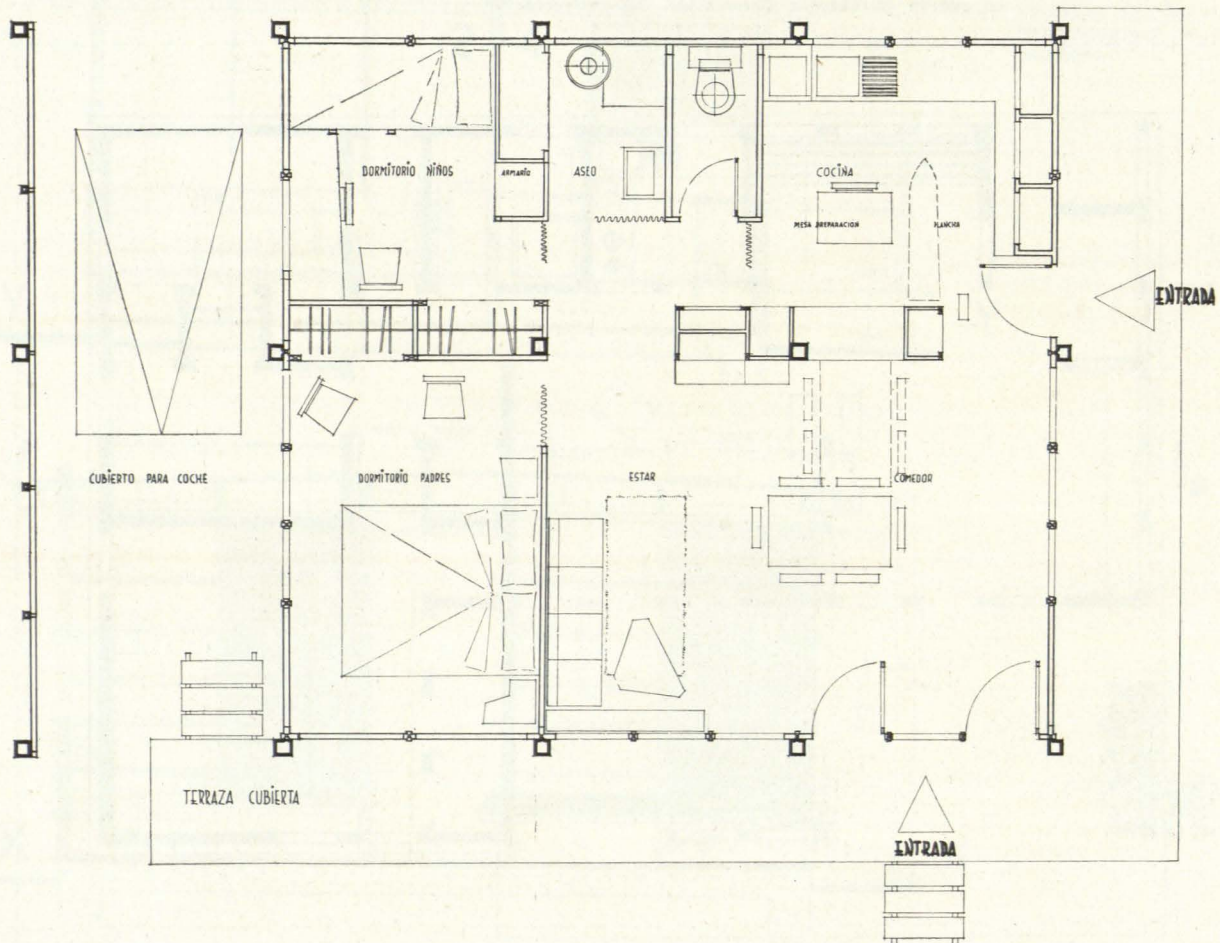 DORMITORIO NIÑOS
ARMARIO
ASEO
COCINA
MESA PREPARACION
PLANCHA
ENTRADA
CUBIERTO PARA COCHE
DORMITORIO PADRES
ESTAR
COMEDOR
TERRAZA CUBIERTA
ENTRADA